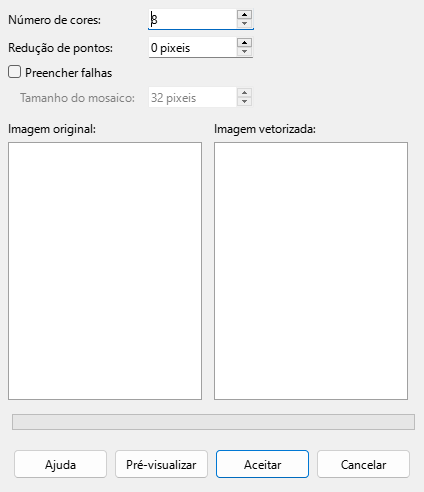 Número de cores: 8
Redução de pontos: 0 pixeis
Preencher falhas
Tamanho do mosaico: 32 pixeis
Imagem original: Imagem vetorizada:
Ajuda Pré-visualizar Aceitar Cancelar